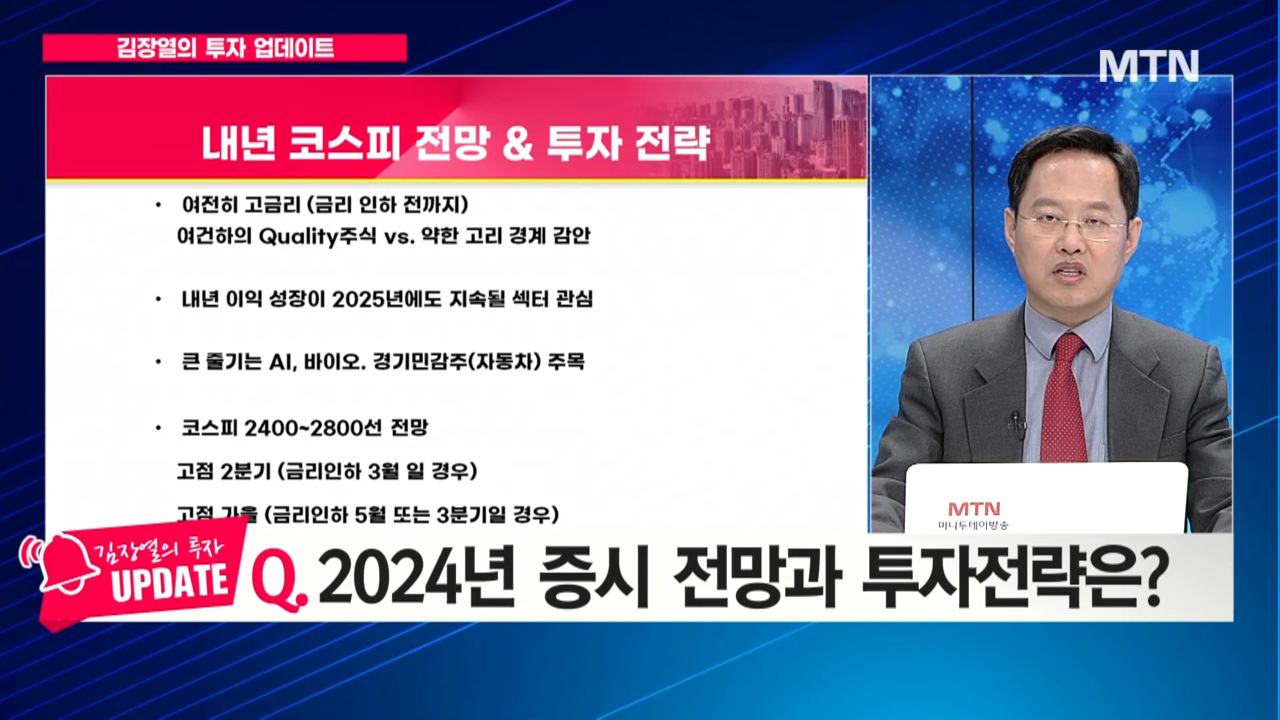 김장열의 투자 업데이트
MTN
내년 코스피 전망 & 투자 전략
• 여전히 고금리 (금리 인하 전까지)
여건하의 Quality주식 vs. 약한 고리 경계 감안
• 내년 이익 성장이 2025년에도 지속될 섹터 관심
• 큰 줄기는 AI, 바이오. 경기민감주(자동차) 주목
• 코스피 2400~2800선 전망
고점 2분기 (금리인하 3월 일 경우)
고점 가을 (금리인하 5월 또는 3분기일 경우)
MTN
머니투데이방송
김장열의 투자
UPDATE
Q. 2024년 증시 전망과 투자전략은?